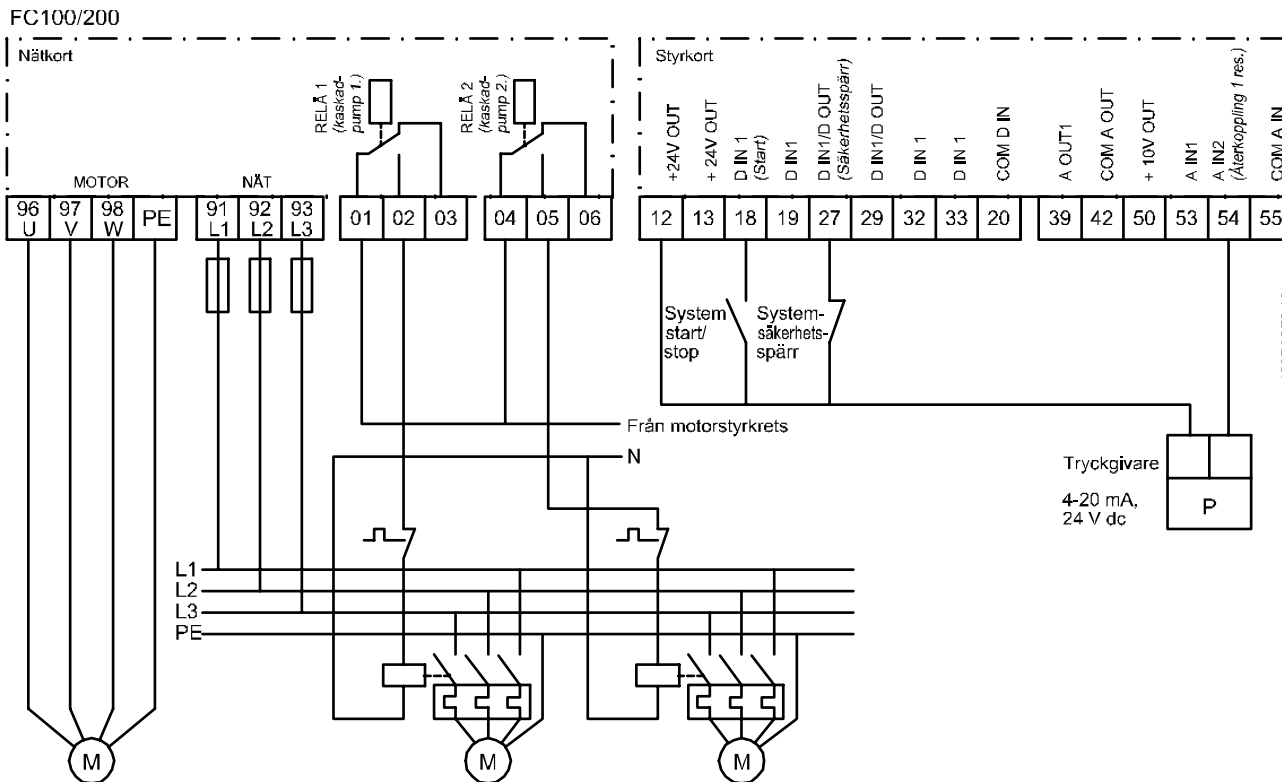 FC100/200
Nätkort
RELÄ 1
(kaskad-
pump 1.)
RELÄ 2
(kaskad-
pump 2.)
MOTOR
NÄT
96
U
97
V
98
W
PE
91
L1
92
L2
93
L3
01
02
03
04
05
06
Styrkort
+24V OUT
+ 24V OUT
D IN 1
(Start)
D IN1
D IN1/D OUT
(Säkerhetsspärr)
D IN1/D OUT
D IN 1
D IN 1
COM D IN
A OUT1
COM A OUT
+ 10V OUT
A IN1
A IN2
(Återkoppling 1 res.)
COM A IN
12
13
18
19
27
29
32
33
20
39
42
50
53
54
55
System
start/
stop
System-
säkerhets-
spärr
Från motorstyrkrets
N
Tryckgivare
4-20 mA,
24 V dc
P
L1
L2
L3
PE
M
M
M